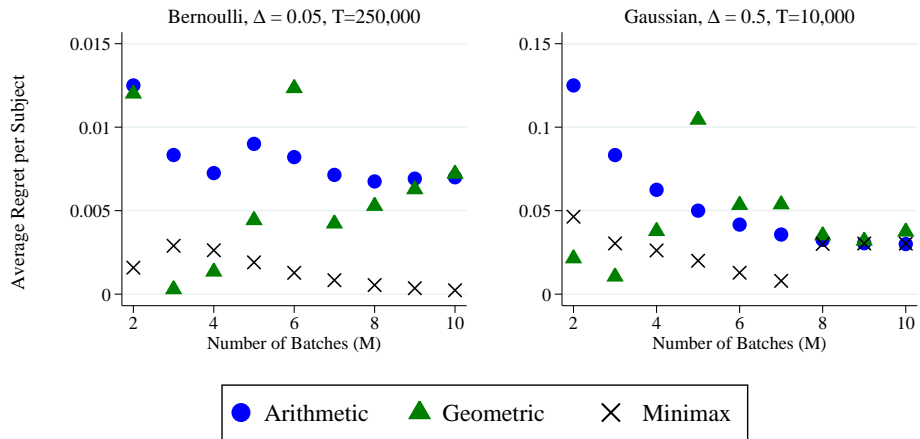 Bernoulli, Δ = 0.05, T=250,000
Gaussian, Δ = 0.5, T=10,000
Average Regret per Subject
0.015
0.01
0.005
0
2 4 6 8 10
Number of Batches (M)
0.15
0.1
0.05
0
2 4 6 8 10
Number of Batches (M)
Arithmetic Geometric Minimax